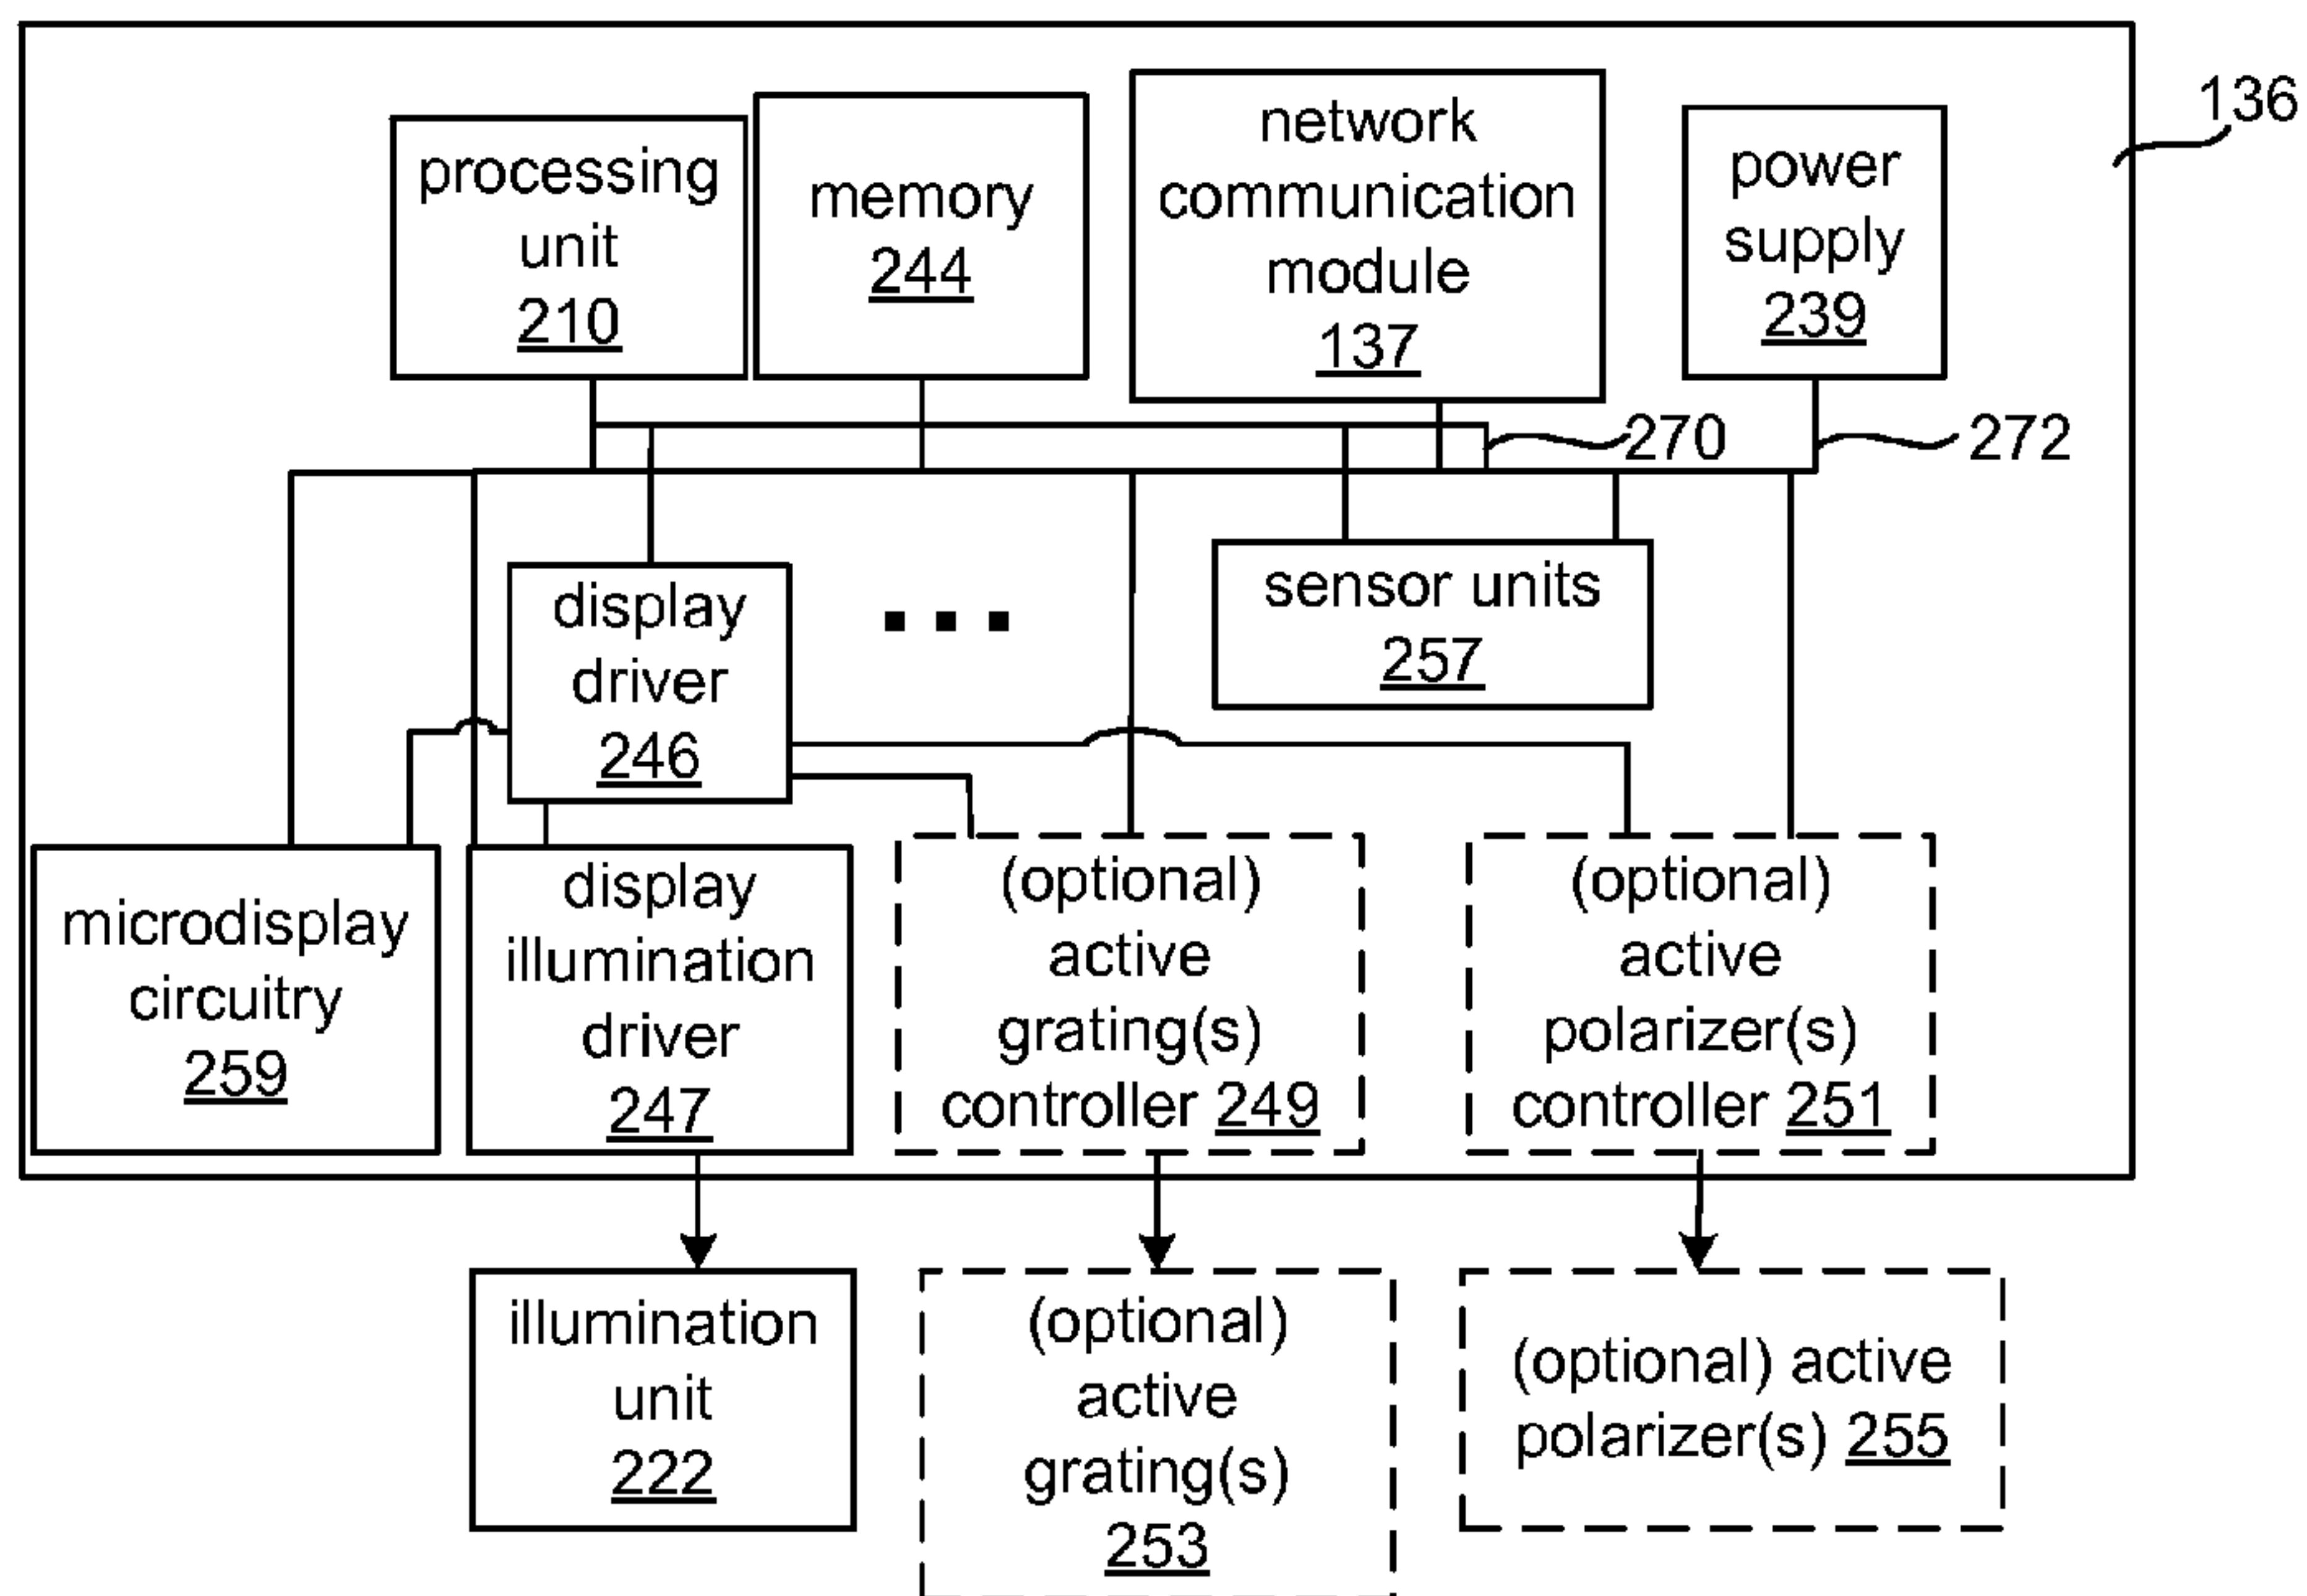 136
processing
unit
210
memory
244
network
communication
module
137
power
supply
239
270
272
display
driver
246
sensor units
257
microdisplay
circuitry
259
display
illumination
driver
247
(optional)
active
grating(s)
controller 249
(optional)
active
polarizer(s)
controller 251
illumination
unit
222
(optional)
active
grating(s)
253
(optional) active
polarizer(s) 255